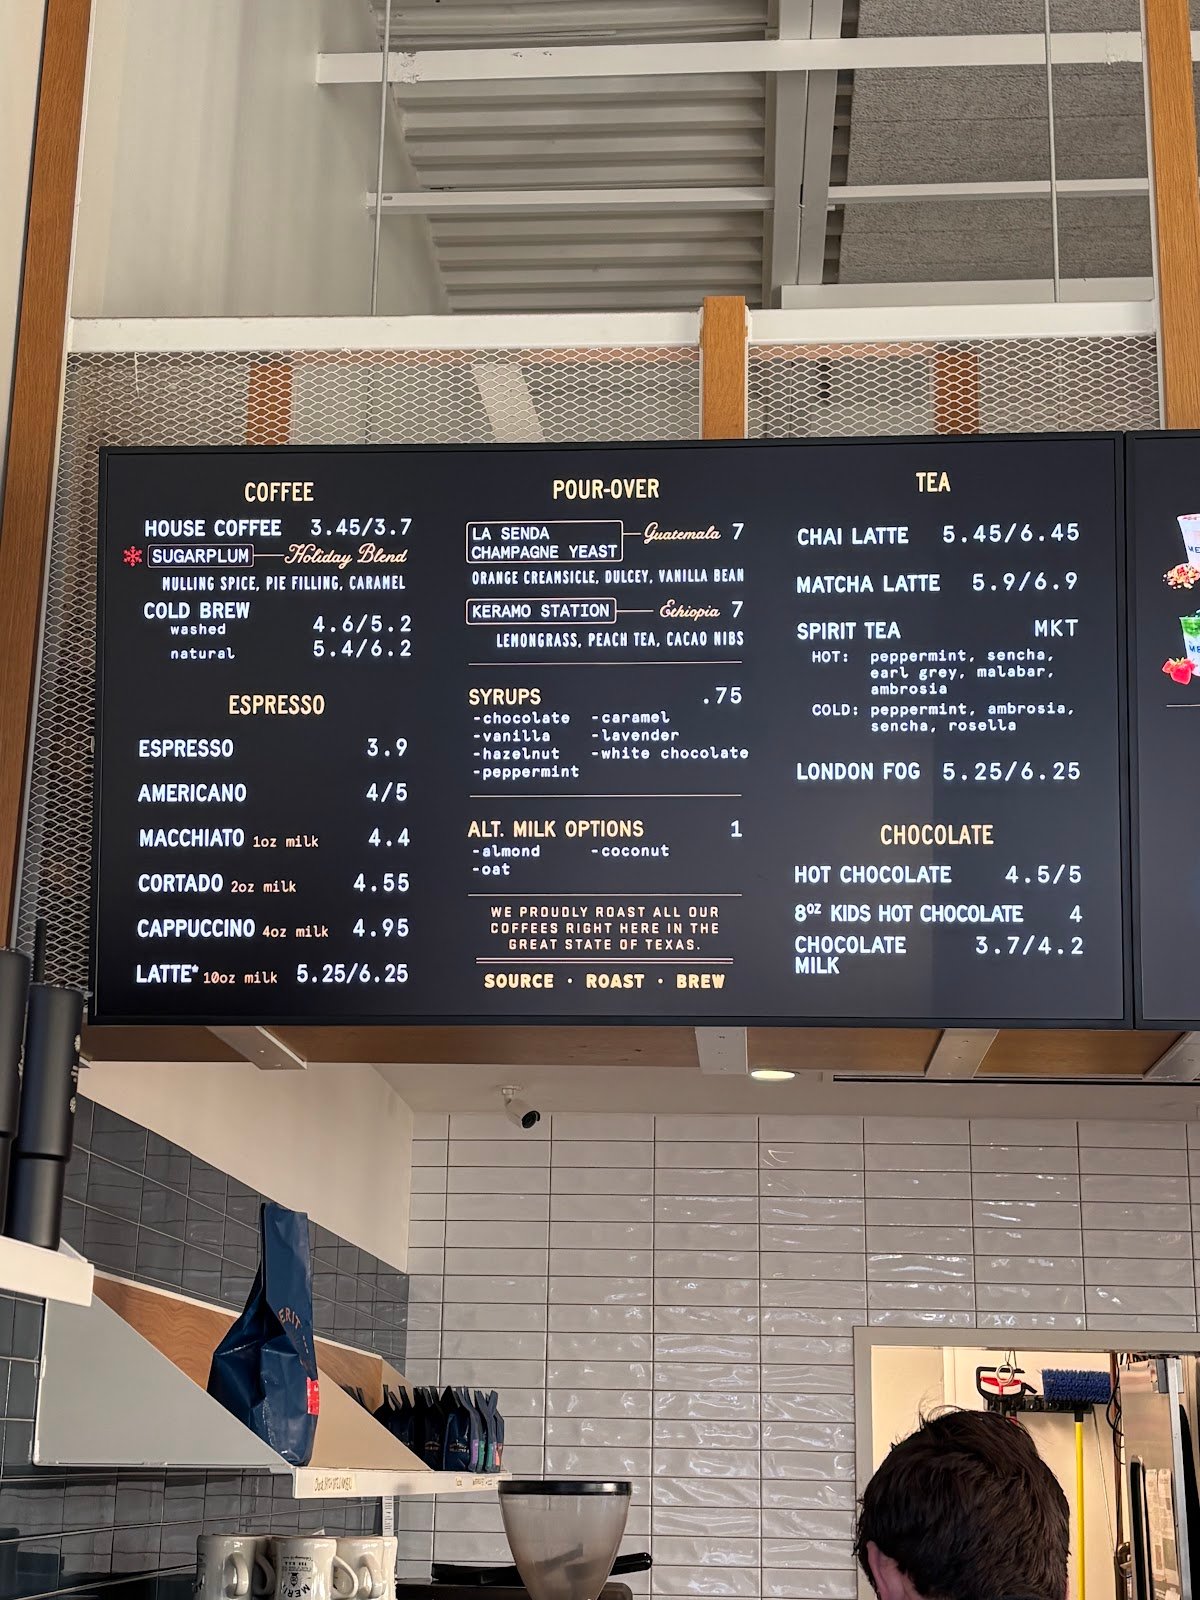 COFFEE
HOUSE COFFEE 3.45/3.7
SUGARPLUM Holiday Blend
MULLING SPICE, PIE FILLING, CARAMEL
COLD BREW
washed 4.6/5.2
natural 5.4/6.2
ESPRESSO
ESPRESSO 3.9
AMERICANO 4/5
MACCHIATO 1oz milk 4.4
CORTADO 2oz milk 4.55
CAPPUCCINO 4oz milk 4.95
LATTE* 10oz milk 5.25/6.25
POUR-OVER
LA SENDA
CHAMPAGNE YEAST Guatemala 7
ORANGE CREAMSICLE, DULCEY, VANILLA BEAN
KERAMO STATION Ethiopia 7
LEMONGRASS, PEACH TEA, CACAO NIBS
SYRUPS .75
-chocolate -caramel
-vanilla -lavender
-hazelnut -white chocolate
-peppermint
ALT. MILK OPTIONS 1
-almond -coconut
-oat
WE PROUDLY ROAST ALL OUR
COFFEES RIGHT HERE IN THE
GREAT STATE OF TEXAS.
SOURCE · ROAST · BREW
TEA
CHAI LATTE 5.45/6.45
MATCHA LATTE 5.9/6.9
SPIRIT TEA MKT
HOT: peppermint, sencha,
earl grey, malabar,
ambrosia
COLD: peppermint, ambrosia,
sencha, rosella
LONDON FOG 5.25/6.25
CHOCOLATE
HOT CHOCOLATE 4.5/5
8oz KIDS HOT CHOCOLATE 4
CHOCOLATE 3.7/4.2
MILK